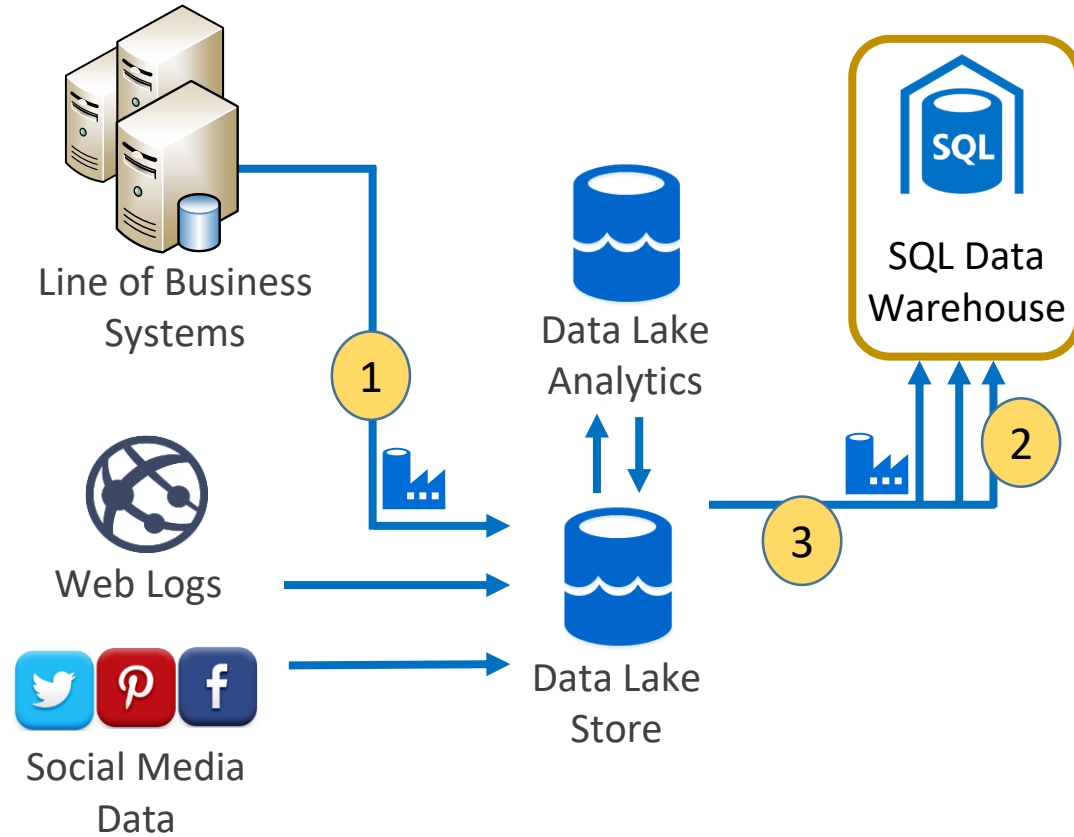 SQL
SQL Data
Warehouse
Line of Business
Systems
1
Data Lake
Analytics
2
3
Web Logs
Data Lake
Store
Social Media
Data